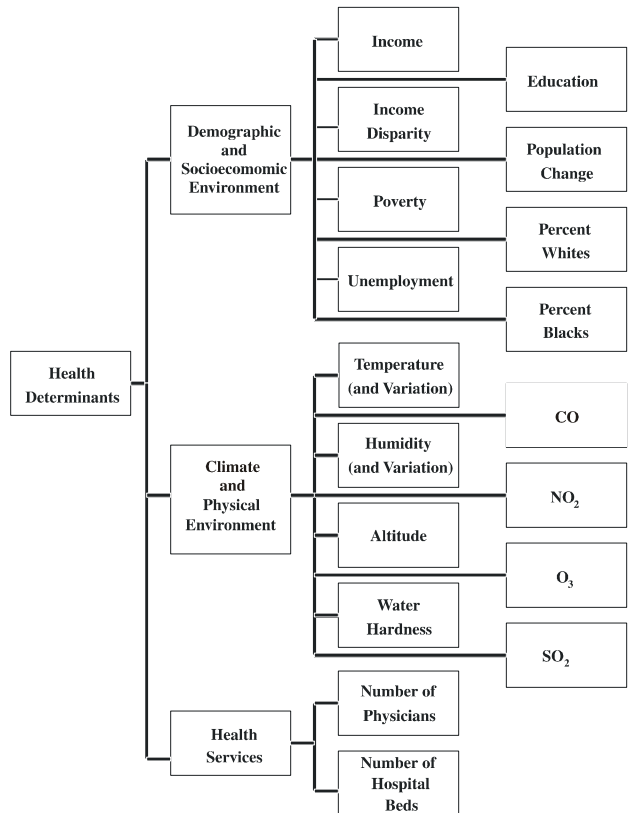 Income
Education
Demographic
and
Socioecomomic
Environment
Income
Disparity
Population
Change
Poverty
Percent
Whites
Unemployment
Percent
Blacks
Health
Determinants
Temperature
(and Variation)
CO
Climate
and
Physical
Environment
Humidity
(and Variation)
NO₂
Altitude
O₃
Water
Hardness
SO₂
Health
Services
Number of
Physicians
Number of
Hospital
Beds